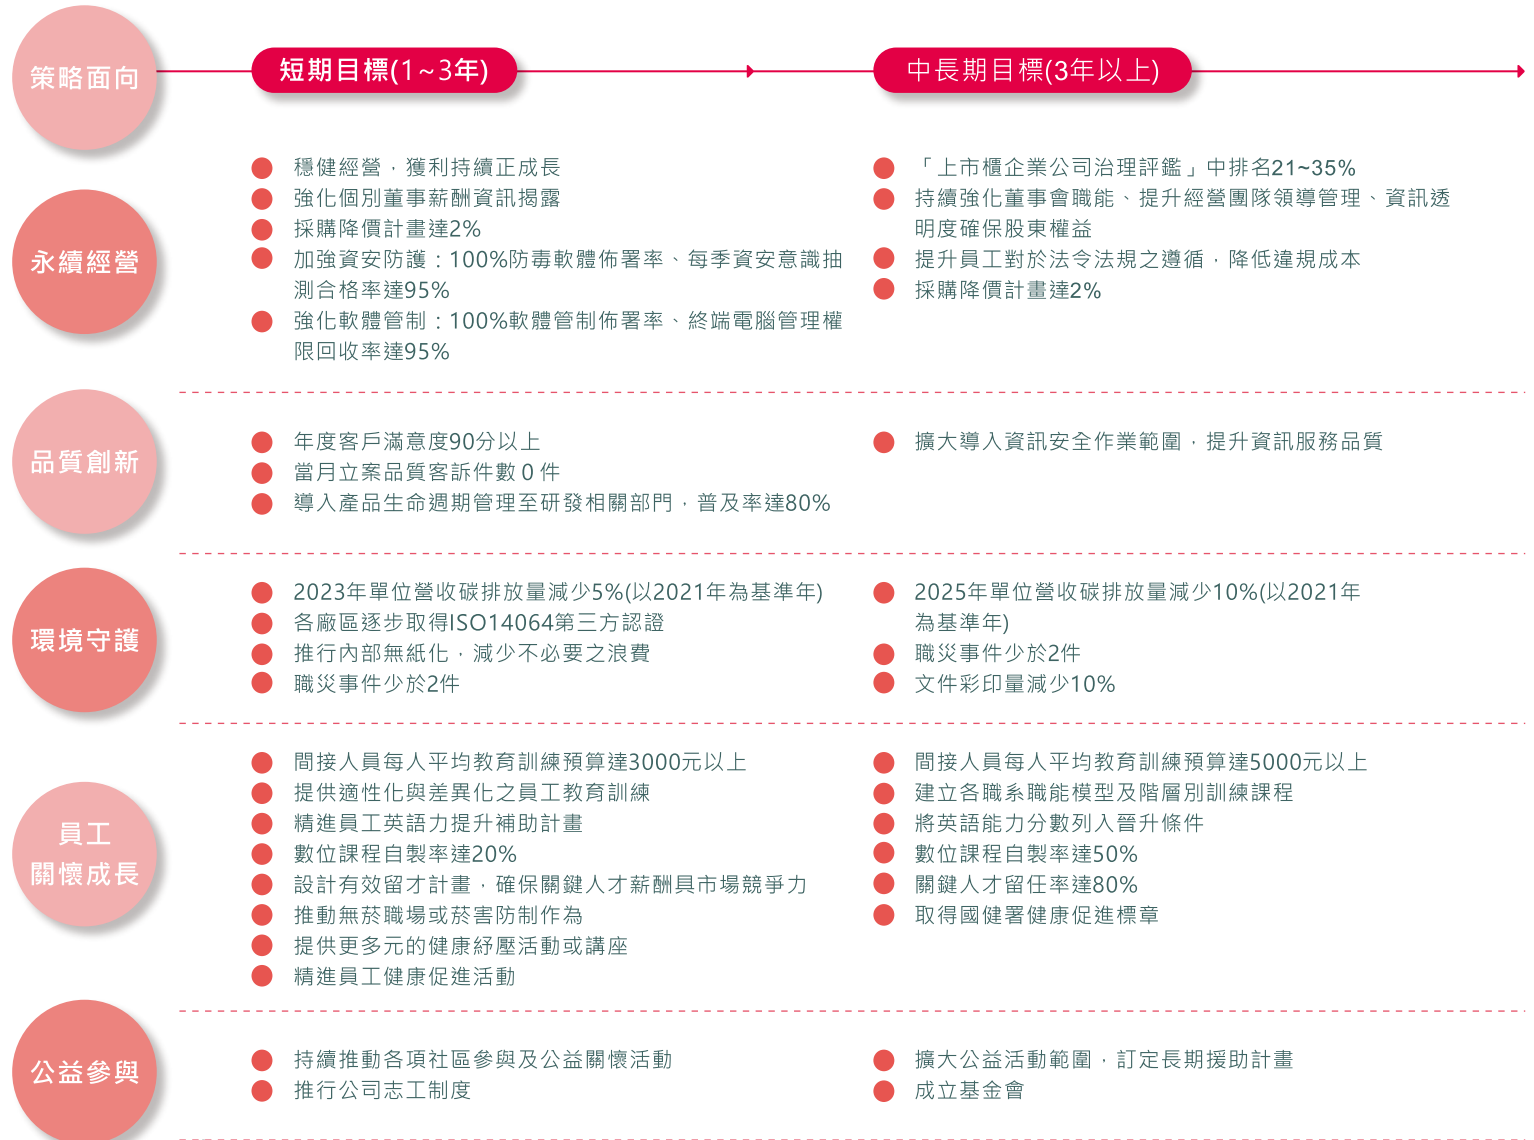 策略面向
短期目標(1~3年)
中長期目標(3年以上)
永續經營
穩健經營，獲利持續正成長
強化個別董事薪酬資訊揭露
採購降價計畫達2%
加強資安防護：100%防毒軟體佈署率、每季資安意識抽
測合格率達95%
強化軟體管制：100%軟體管制佈署率、終端電腦管理權
限回收率達95%
「上市櫃企業公司治理評鑑」中排名21~35%
持續強化董事會職能、提升經營團隊領導管理、資訊透
明度確保股東權益
提升員工對於法令法規之遵循，降低違規成本
採購降價計畫達2%
品質創新
年度客戶滿意度90分以上
當月立案品質客訴件數０件
導入產品生命週期管理至研發相關部門，普及率達80%
擴大導入資訊安全作業範圍，提升資訊服務品質
環境守護
2023年單位營收碳排放量減少5%(以2021年為基準年)
各廠區逐步取得ISO14064第三方認證
推行內部無紙化，減少不必要之浪費
職災事件少於2件
2025年單位營收碳排放量減少10%(以2021年
為基準年)
職災事件少於2件
文件彩印量減少10%
員工
關懷成長
間接人員每人平均教育訓練預算達3000元以上
提供適性化與差異化之員工教育訓練
精進員工英語力提升補助計畫
數位課程自製率達20%
設計有效留才計畫，確保關鍵人才薪酬具市場競爭力
推動無菸職場或菸害防制作為
提供更多元的健康紓壓活動或講座
精進員工健康促進活動
間接人員每人平均教育訓練預算達5000元以上
建立各職系職能模型及階層別訓練課程
將英語能力分數列入晉升條件
數位課程自製率達50%
關鍵人才留任率達80%
取得國健署健康促進標章
公益參與
持續推動各項社區參與及公益關懷活動
推行公司志工制度
擴大公益活動範圍，訂定長期援助計畫
成立基金會